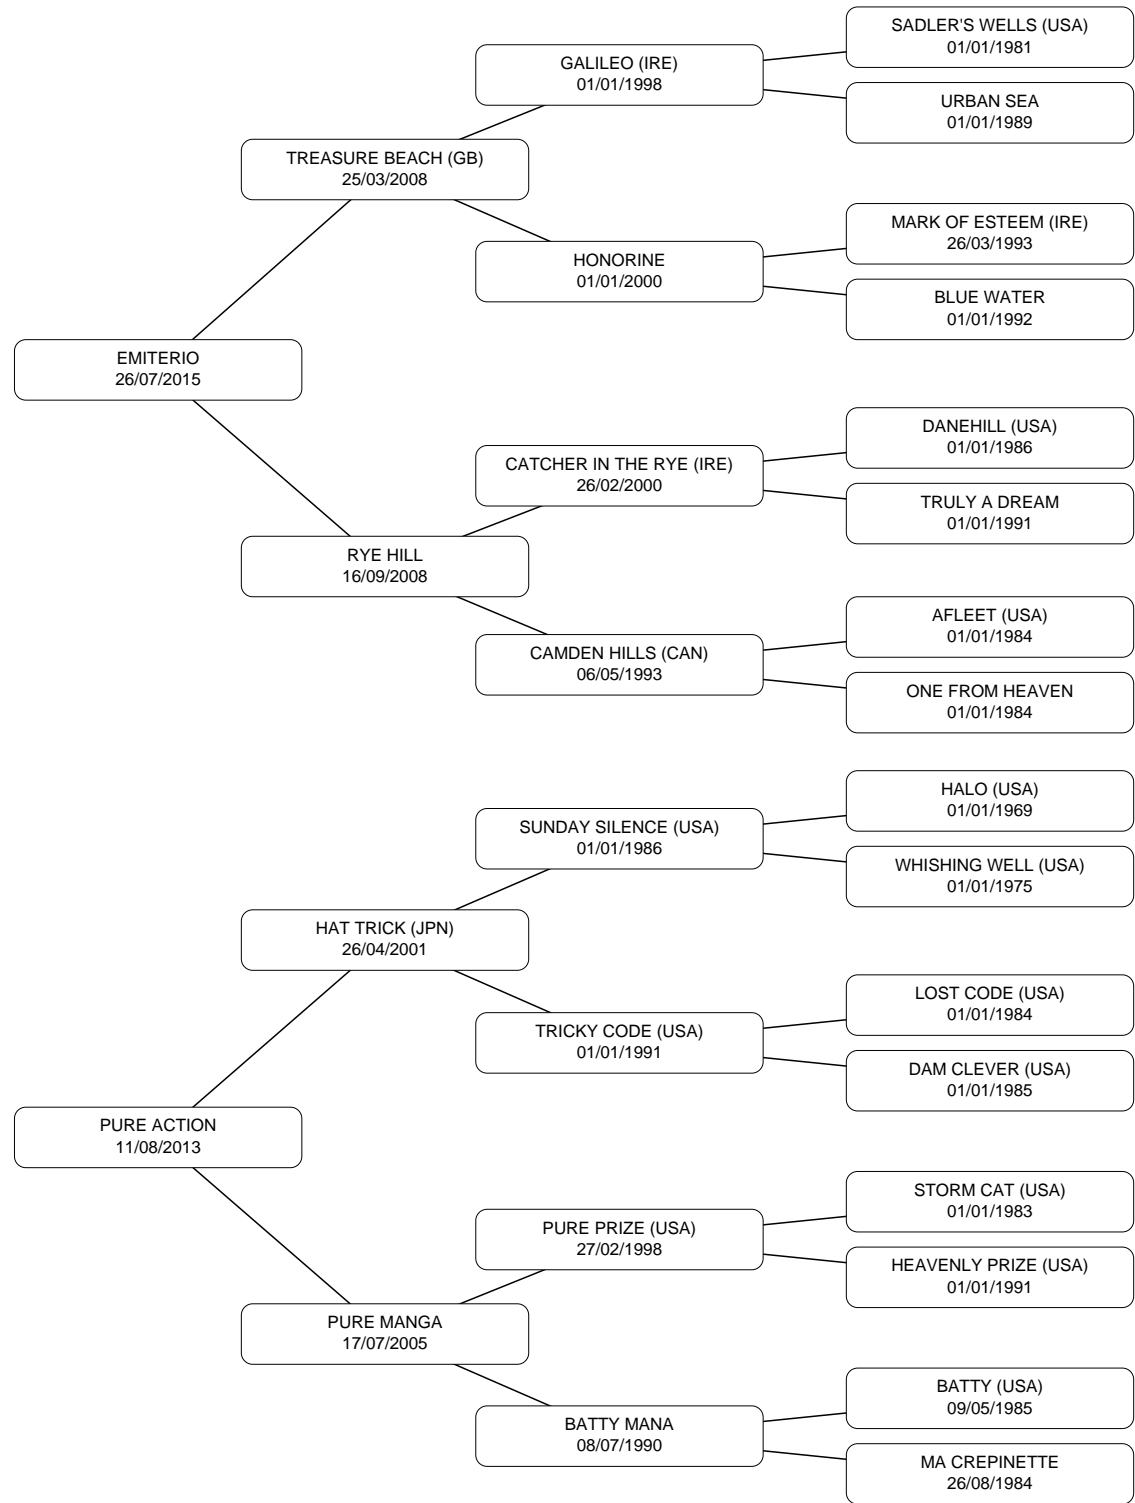 SADLER'S WELLS (USA)
01/01/1981
GALILEO (IRE)
01/01/1998
URBAN SEA
01/01/1989
TREASURE BEACH (GB)
25/03/2008
MARK OF ESTEEM (IRE)
26/03/1993
HONORINE
01/01/2000
BLUE WATER
01/01/1992
EMITERIO
26/07/2015
DANEHILL (USA)
01/01/1986
CATCHER IN THE RYE (IRE)
26/02/2000
TRULY A DREAM
01/01/1991
RYE HILL
16/09/2008
AFLEET (USA)
01/01/1984
CAMDEN HILLS (CAN)
06/05/1993
ONE FROM HEAVEN
01/01/1984
HALO (USA)
01/01/1969
SUNDAY SILENCE (USA)
01/01/1986
WHISHING WELL (USA)
01/01/1975
HAT TRICK (JPN)
26/04/2001
LOST CODE (USA)
01/01/1984
TRICKY CODE (USA)
01/01/1991
DAM CLEVER (USA)
01/01/1985
PURE ACTION
11/08/2013
STORM CAT (USA)
01/01/1983
PURE PRIZE (USA)
27/02/1998
HEAVENLY PRIZE (USA)
01/01/1991
PURE MANGA
17/07/2005
BATTY (USA)
09/05/1985
BATTY MANA
08/07/1990
MA CREPINETTE
26/08/1984